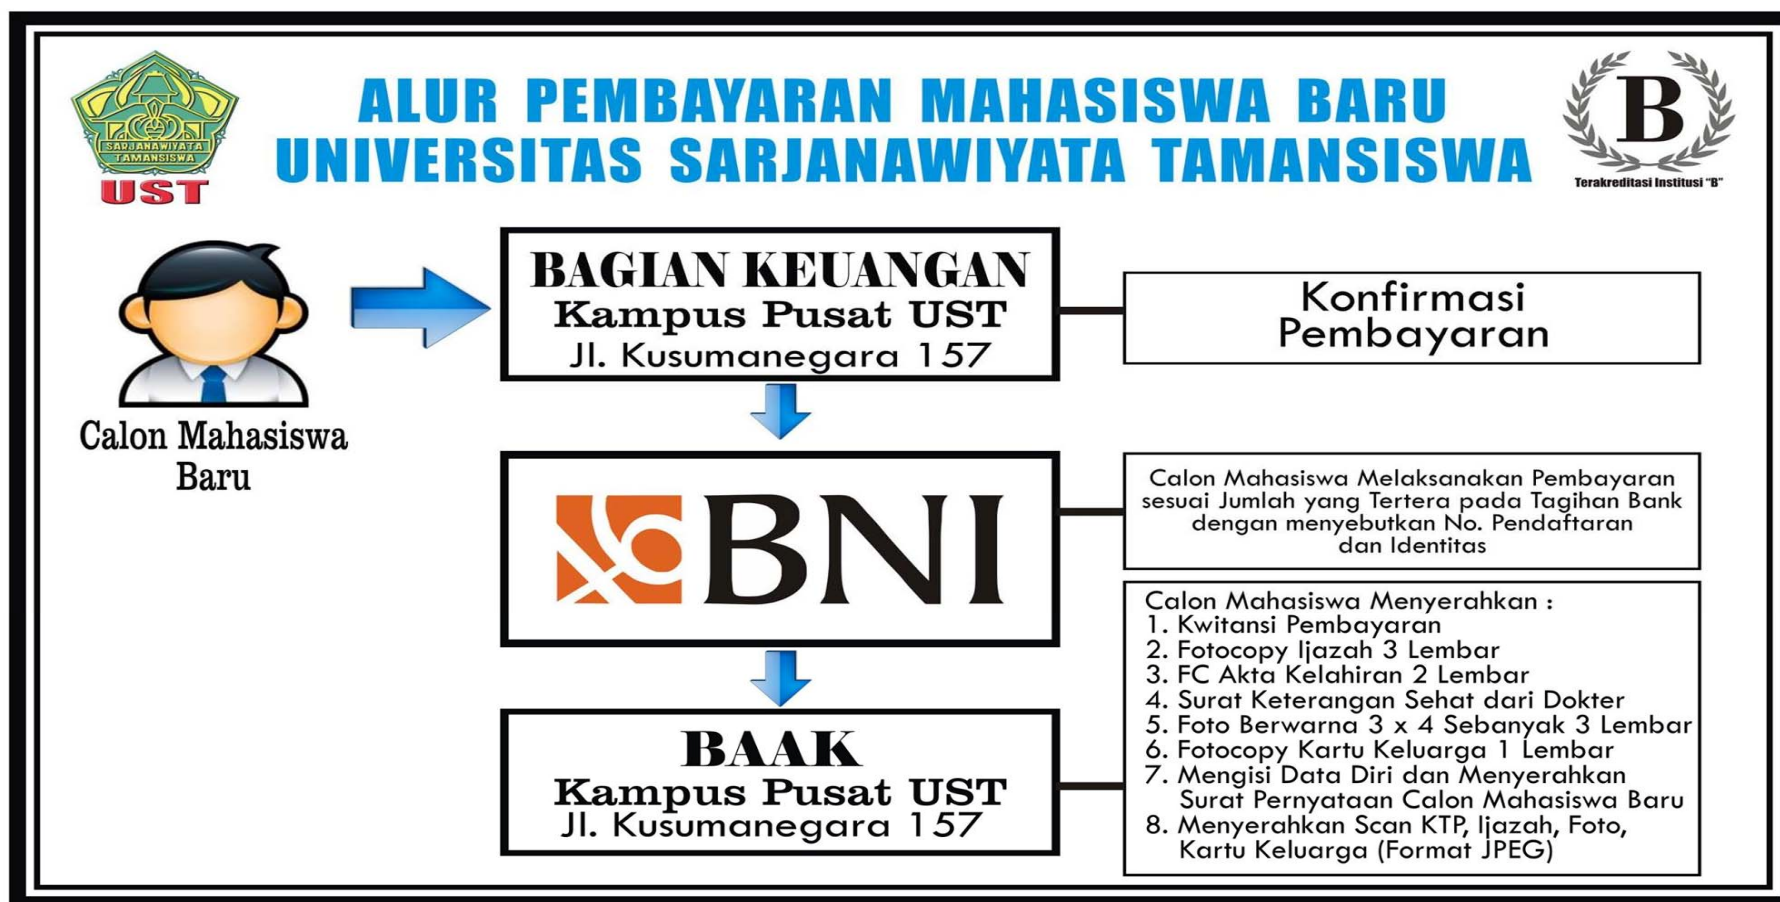 ALUR PEMBAYARAN MAHASISWA BARU
UNIVERSITAS SARJANAWIYATA TAMANSISWA
SARJANAWIYATA
TAMANSISWA
UST
B
Terakreditasi Institusi "B"
Calon Mahasiswa
Baru
BAGIAN KEUANGAN
Kampus Pusat UST
Jl. Kusumanegara 157
Konfirmasi
Pembayaran
BNI
Calon Mahasiswa Melaksanakan Pembayaran
sesuai Jumlah yang Tertera pada Tagihan Bank
dengan menyebutkan No. Pendaftaran
dan Identitas
BAAK
Kampus Pusat UST
Jl. Kusumanegara 157
Calon Mahasiswa Menyerahkan :
1. Kwitansi Pembayaran
2. Fotocopy Ijazah 3 Lembar
3. FC Akta Kelahiran 2 Lembar
4. Surat Keterangan Sehat dari Dokter
5. Foto Berwarna 3 x 4 Sebanyak 3 Lembar
6. Fotocopy Kartu Keluarga 1 Lembar
7. Mengisi Data Diri dan Menyerahkan
Surat Pernyataan Calon Mahasiswa Baru
8. Menyerahkan Scan KTP, Ijazah, Foto,
Kartu Keluarga (Format JPEG)